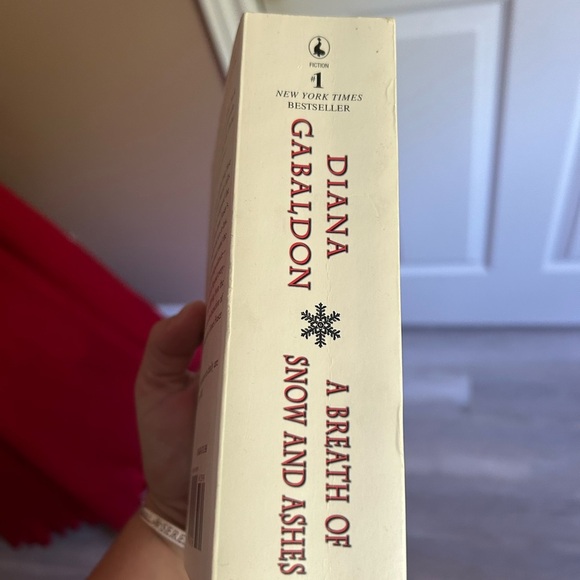 FICTION
#1
NEW YORK TIMES
BESTSELLER
DIANA
GABALDON
A BREATH OF
SNOW AND ASHES